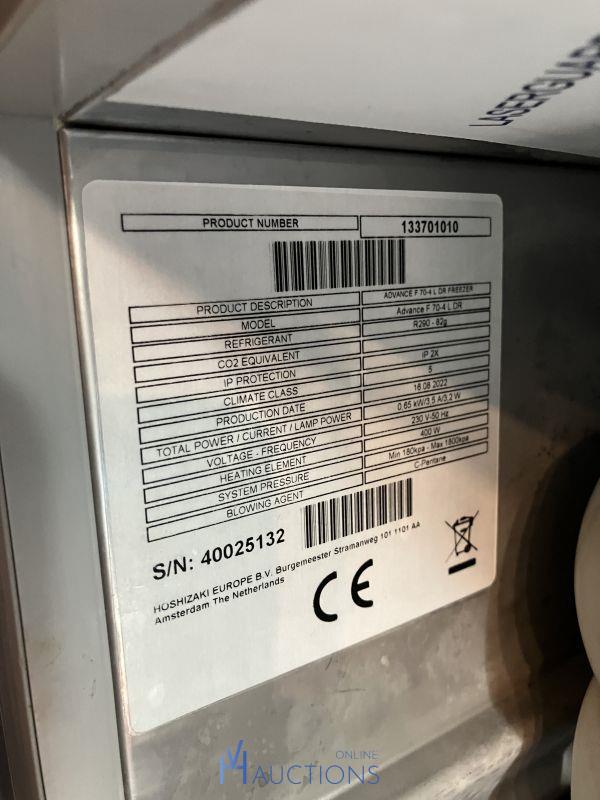 LASERGUARD
PRODUCT NUMBER 133701010
PRODUCT DESCRIPTION ADVANCE F 70-4 L DR FREEZER
MODEL Advance F 70-4 L DR
REFRIGERANT R290 - 82g
CO2 EQUIVALENT
IP PROTECTION IP 2X
CLIMATE CLASS 5
PRODUCTION DATE 16 08 2022
TOTAL POWER / CURRENT / LAMP POWER 0,65 kW/3,5 A/3,2 W
VOLTAGE - FREQUENCY 230 V-50 Hz
HEATING ELEMENT 400 W
SYSTEM PRESSURE Min 180kpa - Max 1800kpa
BLOWING AGENT C.Pentane
S/N: 40025132
HOSHIZAKI EUROPE B.V. Burgemeester Stramanweg 101 1101 AA
Amsterdam The Netherlands
CE
V4 ONLINE
AUCTIONS